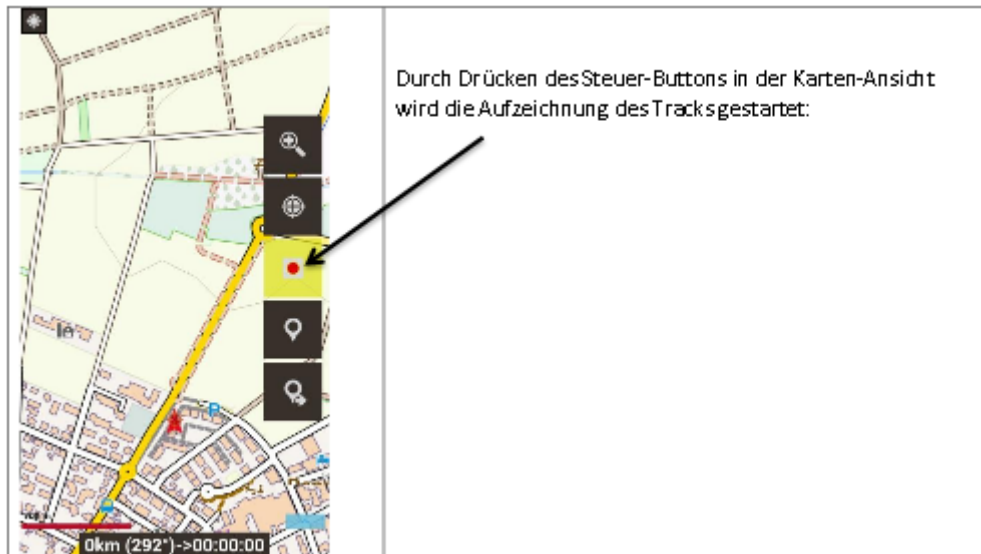 Durch Drücken des Steuer-Buttons in der Karten-Ansicht
wird die Aufzeichnung des Tracks gestartet:
P
0km (292°)->00:00:00